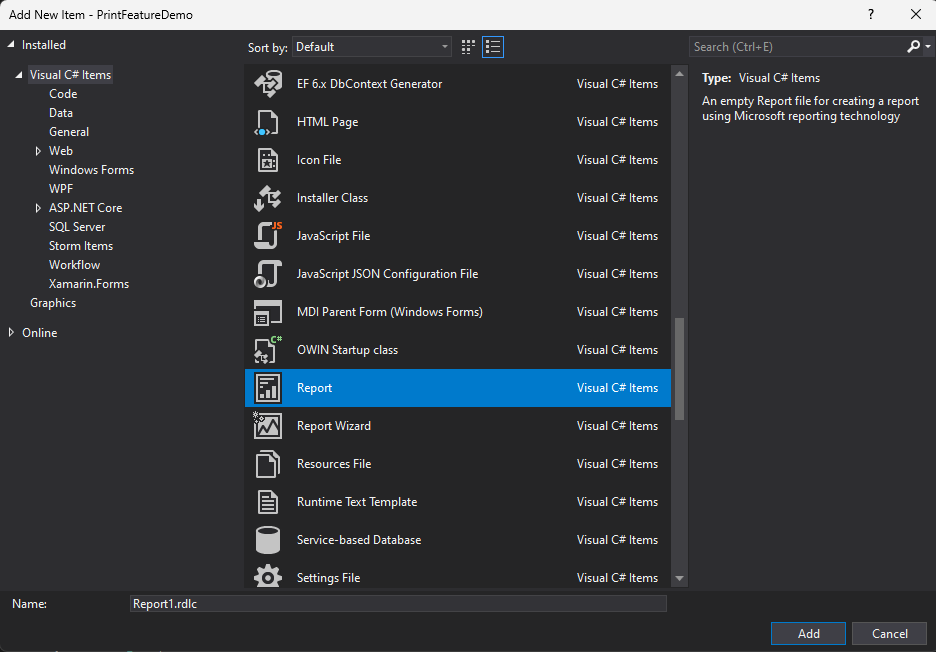 Add New Item - PrintFeatureDemo
?
Installed
Sort by: Default
Search (Ctrl+E)
Visual C# Items
Code
Data
General
Web
Windows Forms
WPF
ASP.NET Core
SQL Server
Storm Items
Workflow
Xamarin.Forms
Graphics
Online
EF 6.x DbContext Generator Visual C# Items
HTML Page Visual C# Items
Icon File Visual C# Items
Installer Class Visual C# Items
JS
JavaScript File Visual C# Items
JavaScript JSON Configuration File Visual C# Items
MDI Parent Form (Windows Forms) Visual C# Items
C#
OWIN Startup class Visual C# Items
Report Visual C# Items
Report Wizard Visual C# Items
Resources File Visual C# Items
Runtime Text Template Visual C# Items
Service-based Database Visual C# Items
Settings File Visual C# Items
Type: Visual C# Items
An empty Report file for creating a report
using Microsoft reporting technology
Name: Report1.rdlc
Add Cancel